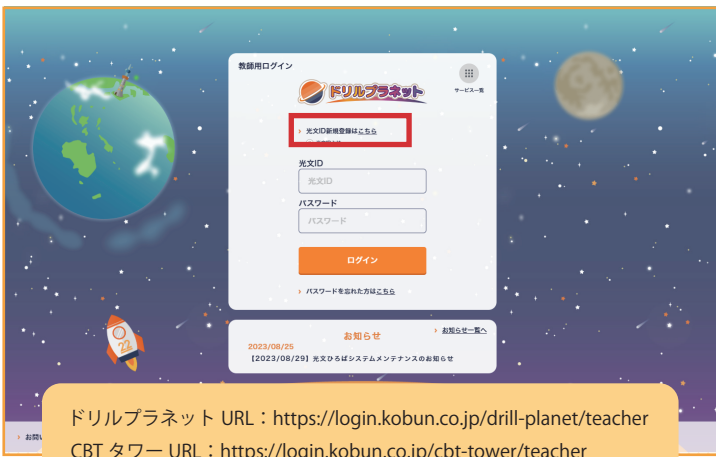 教師用ログイン
ドリルプラネット
サービス一覧
光文ID新規登録はこちら
光文ID
光文ID
パスワード
パスワード
ログイン
パスワードを忘れた方はこちら
お知らせ
お知らせ一覧へ
2023/08/25
【2023/08/29】光文ひろばシステムメンテナンスのお知らせ
22
ドリルプラネット URL：https://login.kobun.co.jp/drill-planet/teacher
お問い
CBT タワー URL：https://login.kobun.co.jp/cbt-tower/teacher